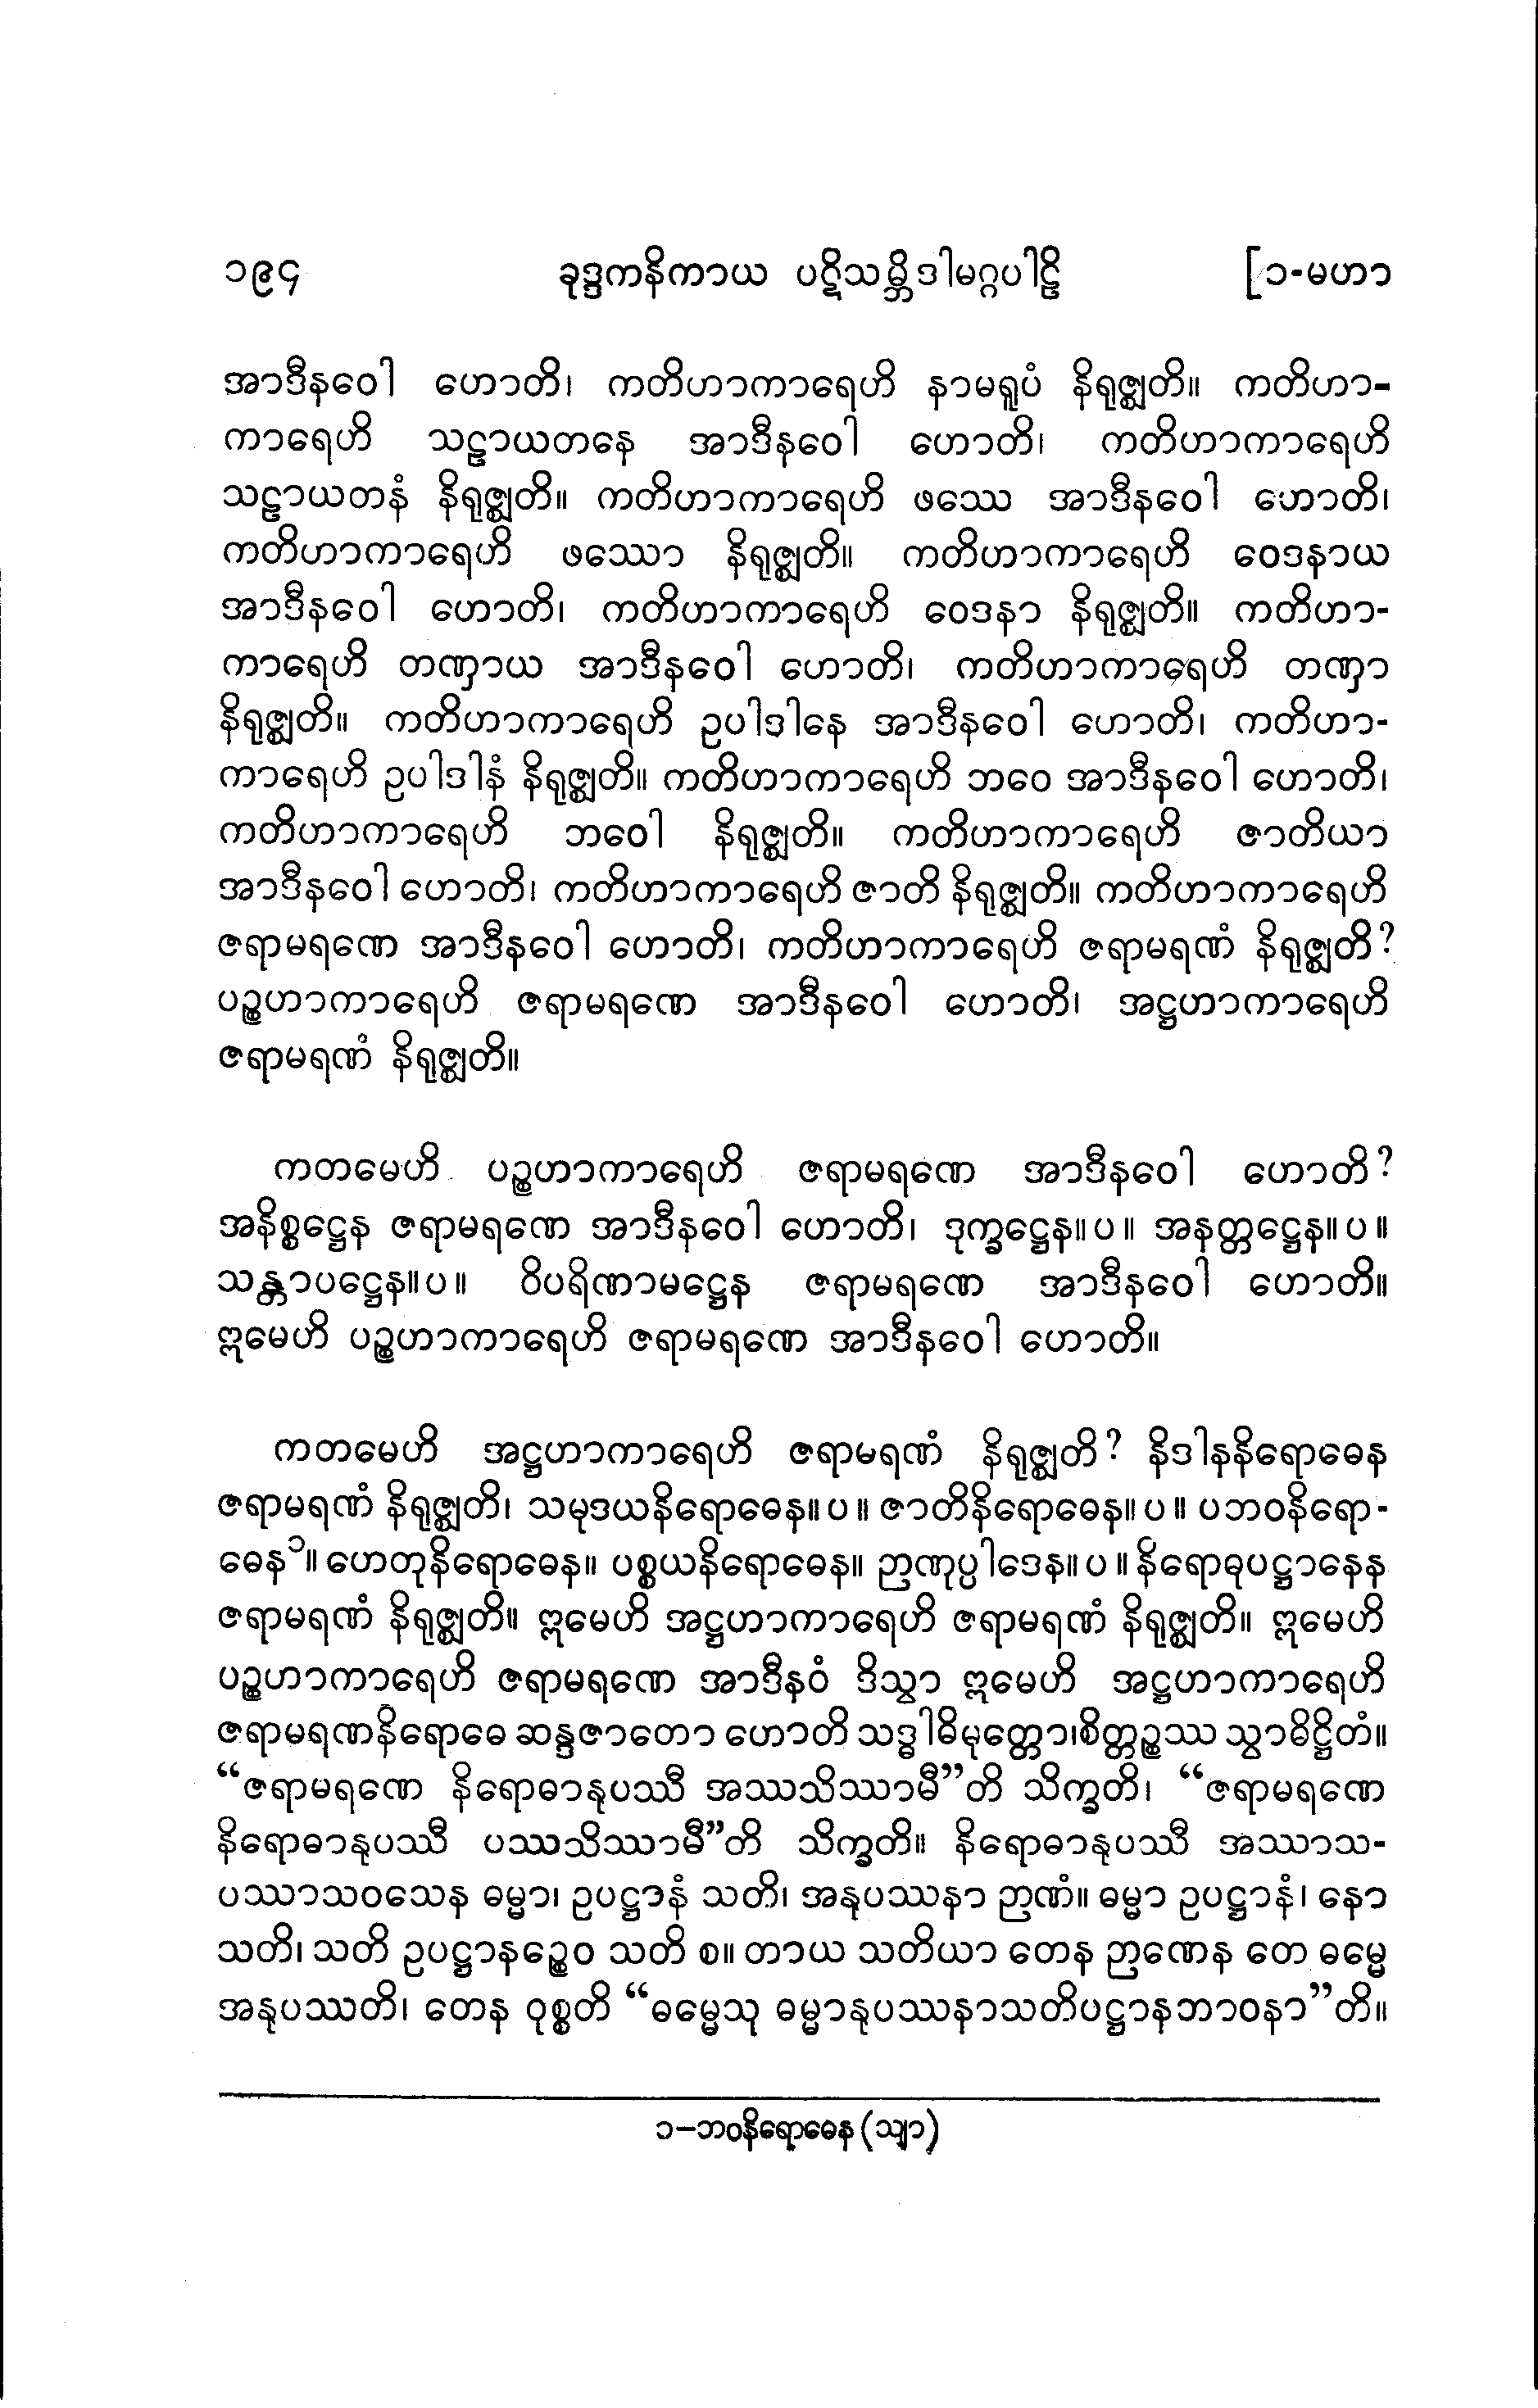 ၁၉၄ ခုဒ္ဒကနိကာယ ပဋိသမ္ဘိဒါမဂ္ဂပါဠိ [၁-မဟာ
အာဒီနဝေါ ဟောတိ၊ ကတိဟာကာရေဟိ နာမရူပံ နိရုဇ္ဈတိ။ ကတိဟာ-
ကာရေဟိ သဠာယတနေ အာဒီနဝေါ ဟောတိ၊ ကတိဟာကာရေဟိ
သဠာယတနံ နိရုဇ္ဈတိ။ ကတိဟာကာရေဟိ ဖဿေ အာဒီနဝေါ ဟောတိ၊
ကတိဟာကာရေဟိ ဖဿော နိရုဇ္ဈတိ။ ကတိဟာကာရေဟိ ဝေဒနာယ
အာဒီနဝေါ ဟောတိ၊ ကတိဟာကာရေဟိ ဝေဒနာ နိရုဇ္ဈတိ။ ကတိဟာ-
ကာရေဟိ တဏှာယ အာဒီနဝေါ ဟောတိ၊ ကတိဟာကာရေဟိ တဏှာ
နိရုဇ္ဈတိ။ ကတိဟာကာရေဟိ ဥပါဒါနေ အာဒီနဝေါ ဟောတိ၊ ကတိဟာ-
ကာရေဟိ ဥပါဒါနံ နိရုဇ္ဈတိ။ ကတိဟာကာရေဟိ ဘဝေ အာဒီနဝေါ ဟောတိ၊
ကတိဟာကာရေဟိ ဘဝေါ နိရုဇ္ဈတိ။ ကတိဟာကာရေဟိ ဇာတိယာ
အာဒီနဝေါ ဟောတိ၊ ကတိဟာကာရေဟိ ဇာတိ နိရုဇ္ဈတိ။ ကတိဟာကာရေဟိ
ဇရာမရဏေ အာဒီနဝေါ ဟောတိ၊ ကတိဟာကာရေဟိ ဇရာမရဏံ နိရုဇ္ဈတိ?
ပဉ္စဟာကာရေဟိ ဇရာမရဏေ အာဒီနဝေါ ဟောတိ၊ အဋ္ဌဟာကာရေဟိ
ဇရာမရဏံ နိရုဇ္ဈတိ။
ကတမေဟိ ပဉ္စဟာကာရေဟိ ဇရာမရဏေ အာဒီနဝေါ ဟောတိ?
အနိစ္စဋ္ဌေန ဇရာမရဏေ အာဒီနဝေါ ဟောတိ၊ ဒုက္ခဋ္ဌေန။ပ။ အနတ္တဋ္ဌေန။ပ။
သန္တာပဋ္ဌေန။ပ။ ဝိပရိဏာမဋ္ဌေန ဇရာမရဏေ အာဒီနဝေါ ဟောတိ။
ဣမေဟိ ပဉ္စဟာကာရေဟိ ဇရာမရဏေ အာဒီနဝေါ ဟောတိ။
ကတမေဟိ အဋ္ဌဟာကာရေဟိ ဇရာမရဏံ နိရုဇ္ဈတိ? နိဒါနနိရောဓေန
ဇရာမရဏံ နိရုဇ္ဈတိ၊ သမုဒယနိရောဓေန။ပ။ ဇာတိနိရောဓေန။ပ။ ပဘဝနိရော-
ဓေန၁။ ဟေတုနိရောဓေန။ ပစ္စယနိရောဓေန။ ဉာဏုပ္ပါဒေန။ပ။ နိရောဓုပဋ္ဌာနေန
ဇရာမရဏံ နိရုဇ္ဈတိ။ ဣမေဟိ အဋ္ဌဟာကာရေဟိ ဇရာမရဏံ နိရုဇ္ဈတိ။ ဣမေဟိ
ပဉ္စဟာကာရေဟိ ဇရာမရဏေ အာဒီနဝံ ဒိသွာ ဣမေဟိ အဋ္ဌဟာကာရေဟိ
ဇရာမရဏနိရောဓေ ဆန္ဒဇာတော ဟောတိ သဒ္ဓါဓိမုတ္တော၊စိတ္တဉ္စဿ သွာဓိဋ္ဌိတံ။
“ဇရာမရဏေ နိရောဓာနုပဿီ အဿသိဿာမီ”တိ သိက္ခတိ၊ “ဇရာမရဏေ
နိရောဓာနုပဿီ ပဿသိဿာမီ”တိ သိက္ခတိ။ နိရောဓာနုပဿီ အဿာသ-
ပဿာသဝသေန ဓမ္မာ၊ ဥပဋ္ဌာနံ သတိ၊ အနုပဿနာ ဉာဏံ။ ဓမ္မာ ဥပဋ္ဌာနံ၊ နော
သတိ၊ သတိ ဥပဋ္ဌာနဉ္စေဝ သတိ စ။ တာယ သတိယာ တေန ဉာဏေန တေ ဓမ္မေ
အနုပဿတိ၊ တေန ဝုစ္စတိ “ဓမ္မေသု ဓမ္မာနုပဿနာသတိပဋ္ဌာနဘာဝနာ”တိ။
၁−ဘဝနိရောဓေန (သျာ)